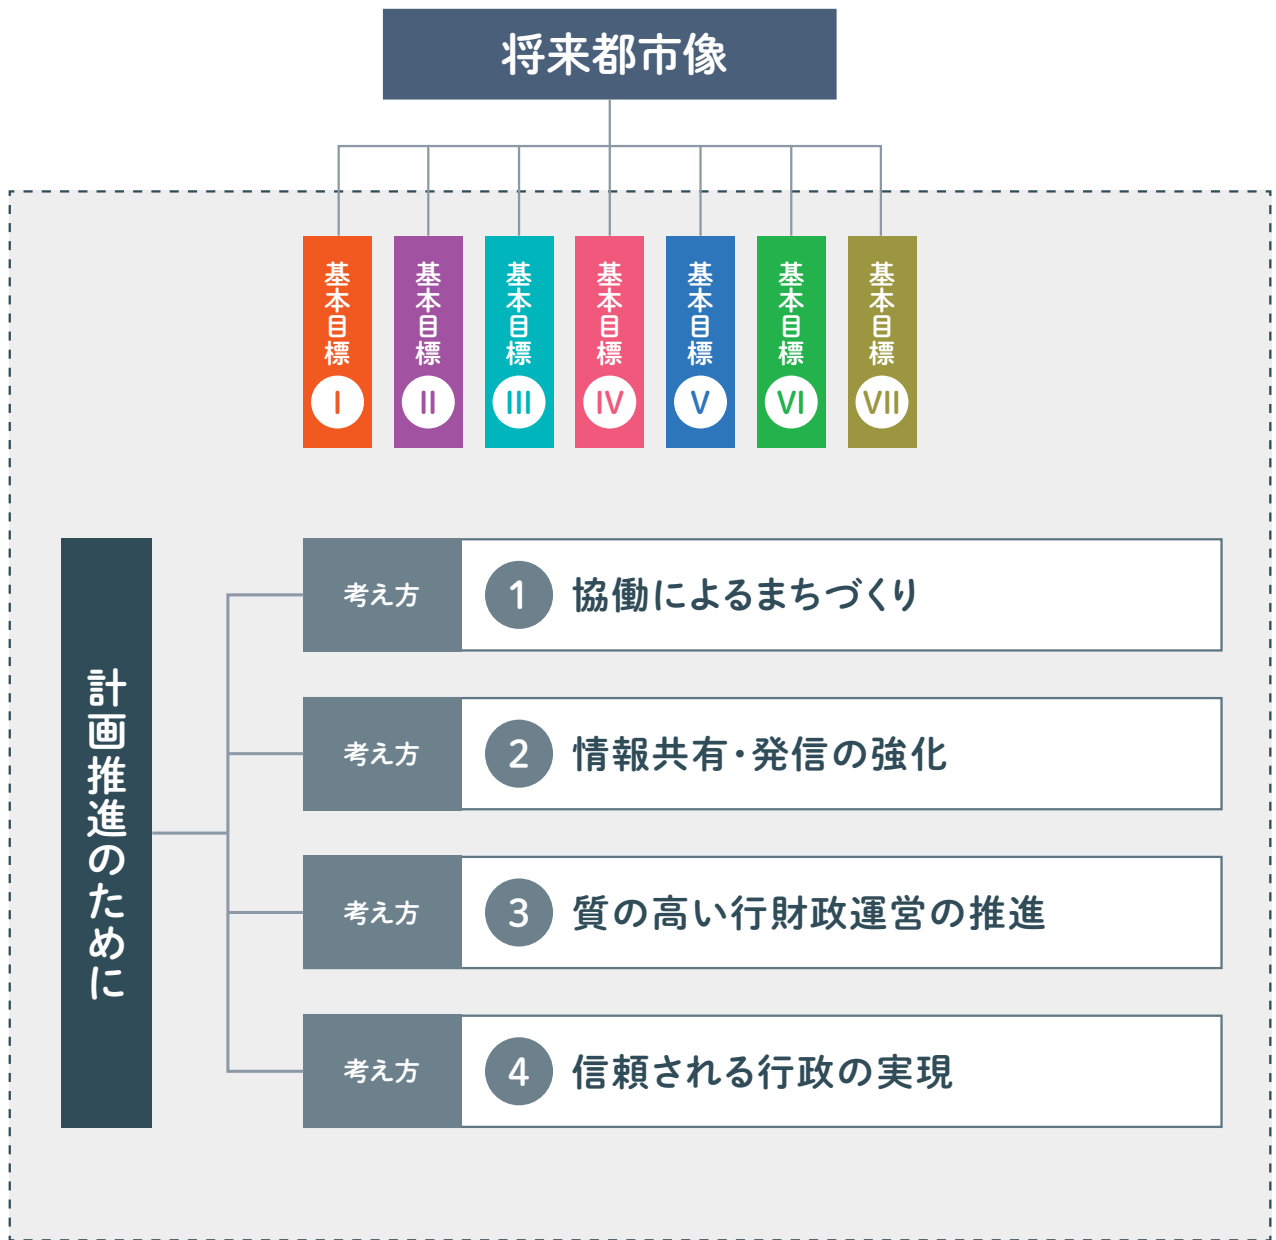 将来都市像
基本目標 I
基本目標 II
基本目標 III
基本目標 IV
基本目標 V
基本目標 VI
基本目標 VII
計画推進のために
考え方 1 協働によるまちづくり
考え方 2 情報共有・発信の強化
考え方 3 質の高い行財政運営の推進
考え方 4 信頼される行政の実現